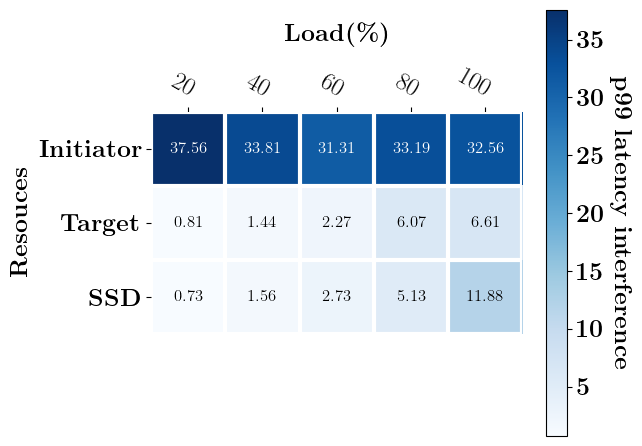 Load(%)
20 40 60 80 100
Resouces
Initiator 37.56 33.81 31.31 33.19 32.56
Target 0.81 1.44 2.27 6.07 6.61
SSD 0.73 1.56 2.73 5.13 11.88
35
30
25
20
15
10
5
p99 latency interference